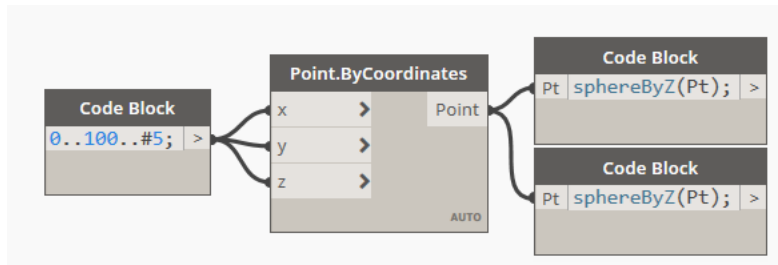 Code Block
0..100..#5; >
Point.ByCoordinates
x > Point
y >
z >
AUTO
Code Block
Pt sphereByZ(Pt); >
Code Block
Pt sphereByZ(Pt); >